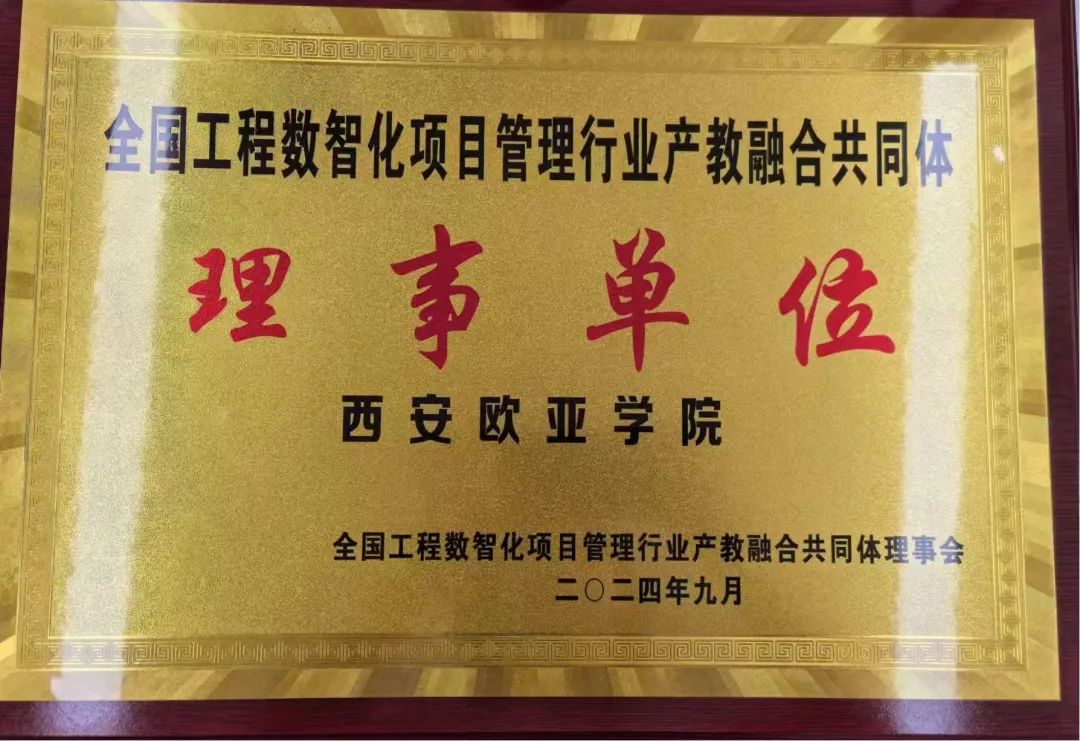 全国工程数智化项目管理行业产教融合共同体
理事单位
西安欧亚学院
全国工程数智化项目管理行业产教融合共同体理事会
二〇二四年九月